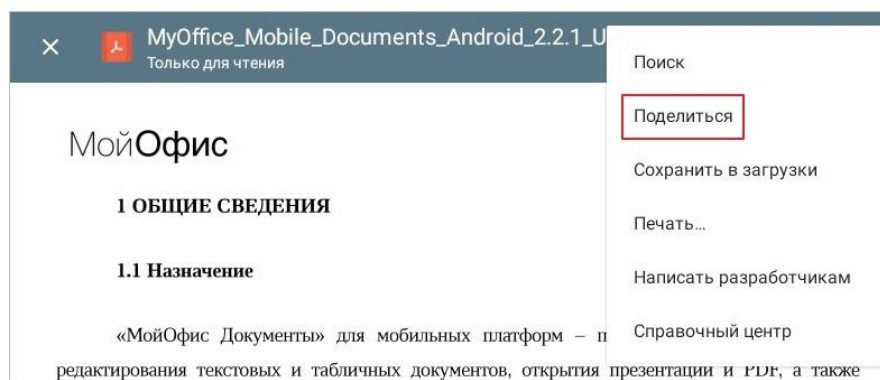 MyOffice_Mobile_Documents_Android_2.2.1_U
Только для чтения
Поиск
Поделиться
МойОфис
Сохранить в загрузки
1 ОБЩИЕ СВЕДЕНИЯ
Печать...
1.1 Назначение
Написать разработчикам
Справочный центр
«МойОфис Документы» для мобильных платформ – п
редактирования текстовых и табличных документов, открытия презентаций и PDF, а также